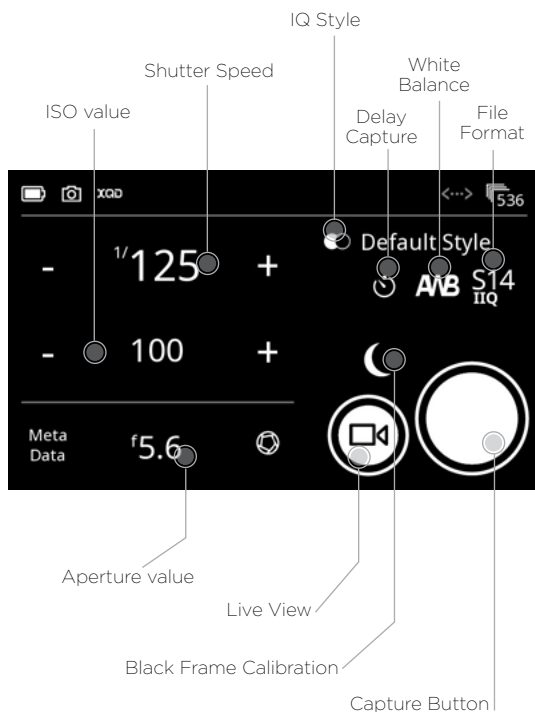 IQ Style
Shutter Speed
White
Balance
ISO value
Delay
Capture
File
Format
XQD
<···>
536
Default Style
- 1/125 +
AWB
S14
IIQ
- 100 +
Meta
Data
f5.6
Aperture value
Live View
Black Frame Calibration
Capture Button